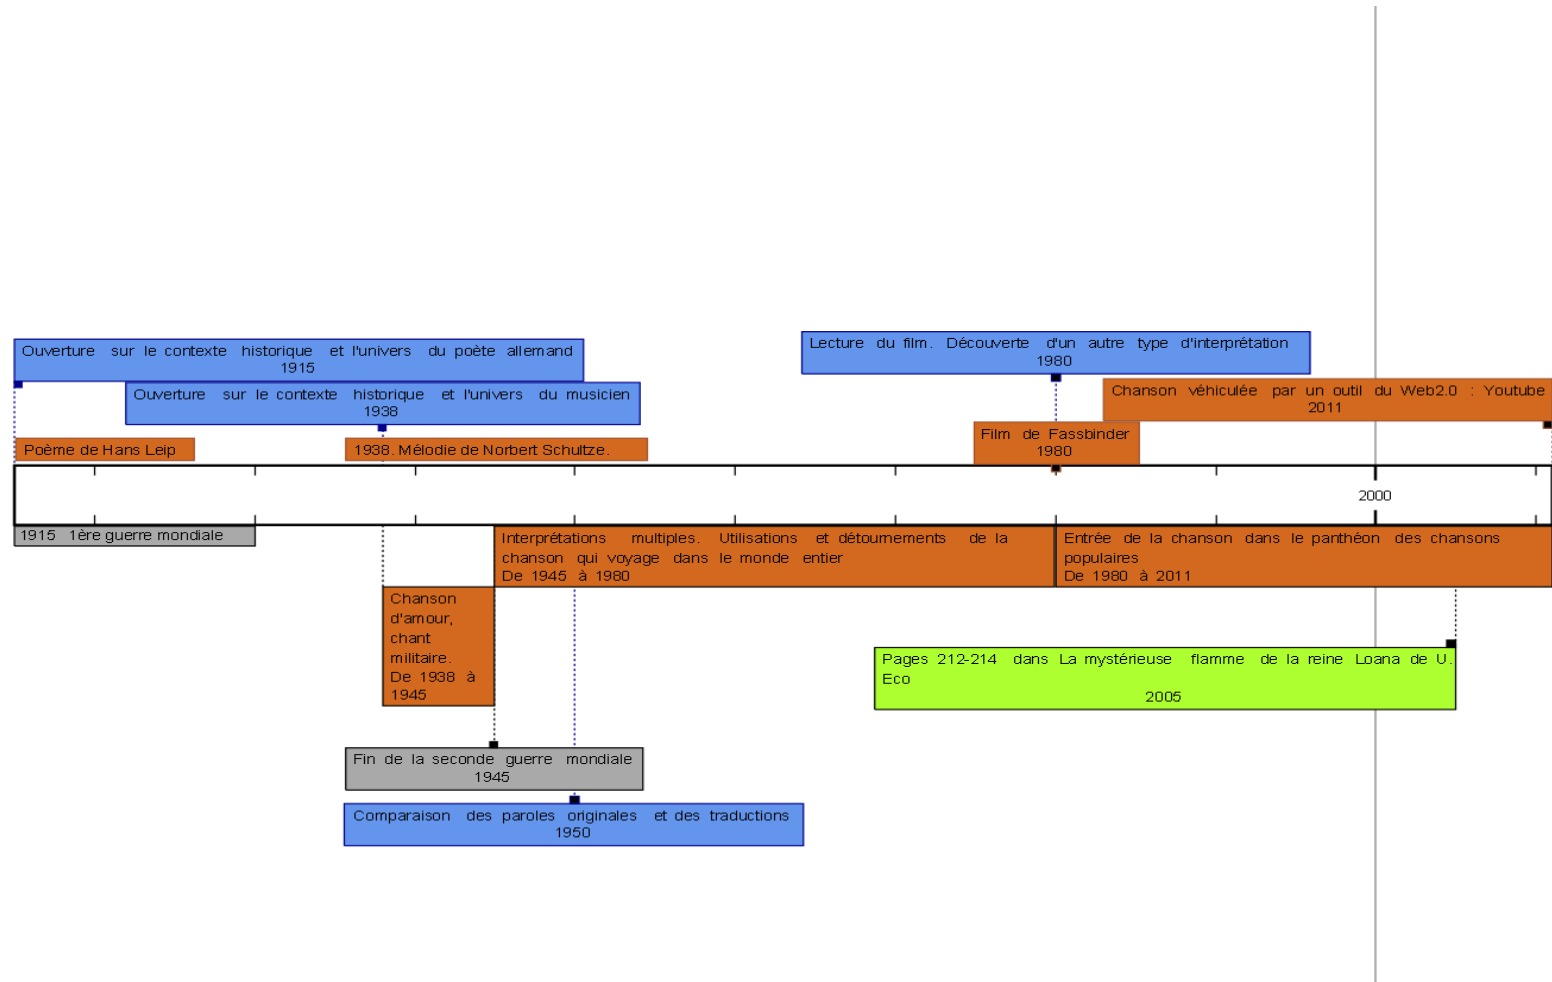 Ouverture sur le contexte historique et l'univers du poète allemand
1915
Ouverture sur le contexte historique et l'univers du musicien
1938
Poème de Hans Leip
1938. Mélodie de Norbert Schultze.
Lecture du film. Découverte d'un autre type d'interprétation
1980
Chanson véhiculée par un outil du Web2.0 : Youtube
2011
Film de Fassbinder
1980
2000
1915 1ère guerre mondiale
Interprétations multiples. Utilisations et détournements de la
chanson qui voyage dans le monde entier
De 1945 à 1980
Entrée de la chanson dans le panthéon des chansons
populaires
De 1980 à 2011
Chanson
d'amour,
chant
militaire.
De 1938 à
1945
Pages 212-214 dans La mystérieuse flamme de la reine Loana de U.
Eco
2005
Fin de la seconde guerre mondiale
1945
Comparaison des paroles originales et des traductions
1950